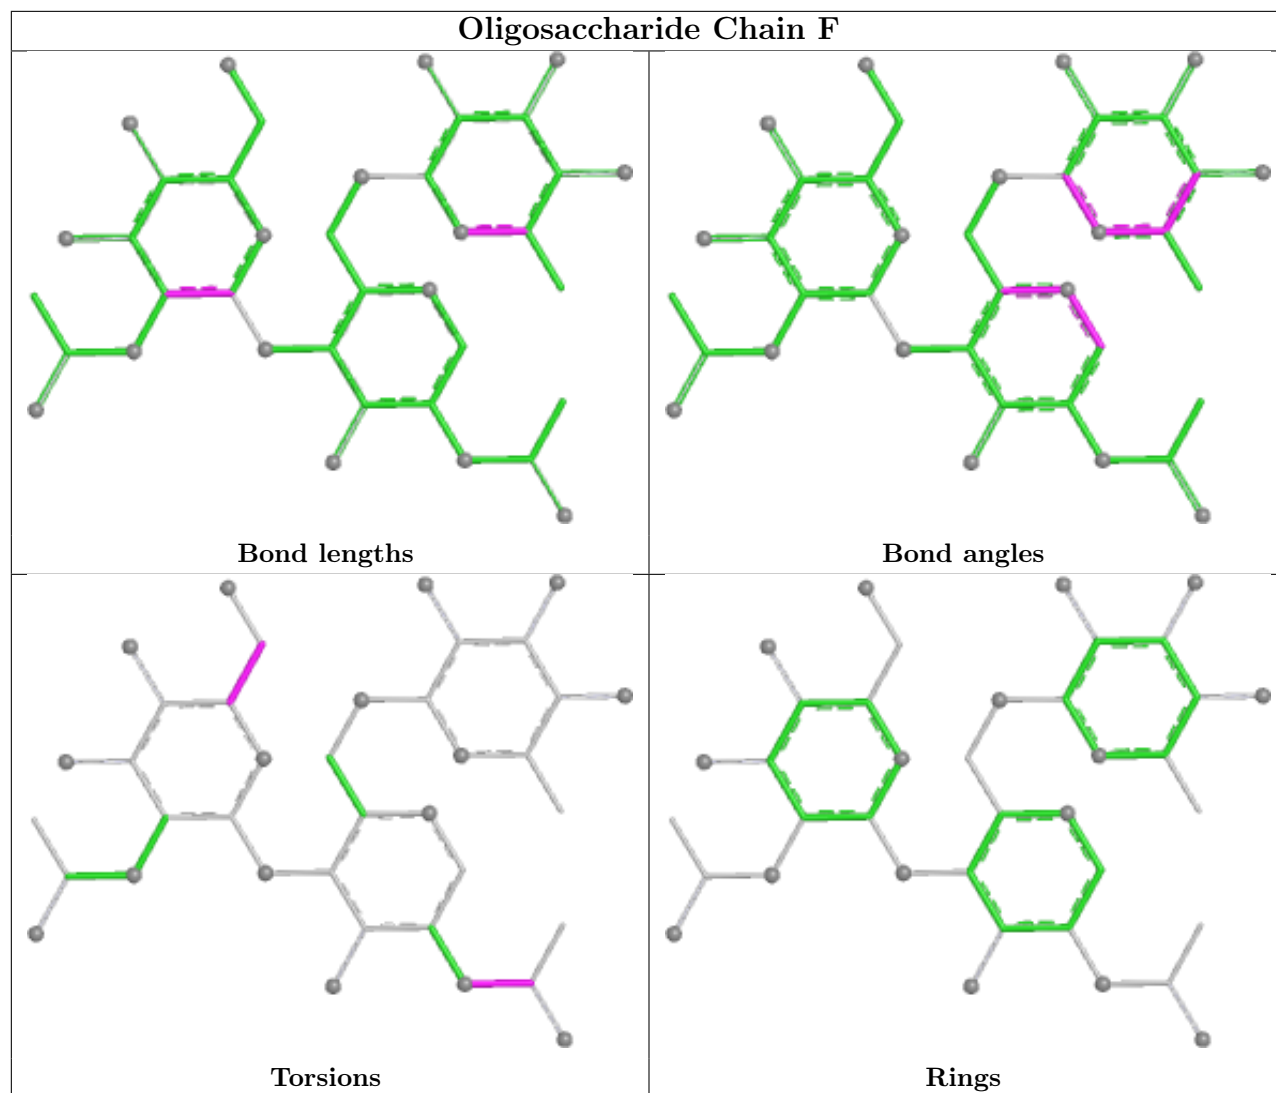 Oligosaccharide Chain F
Bond lengths
Bond angles
Torsions
Rings